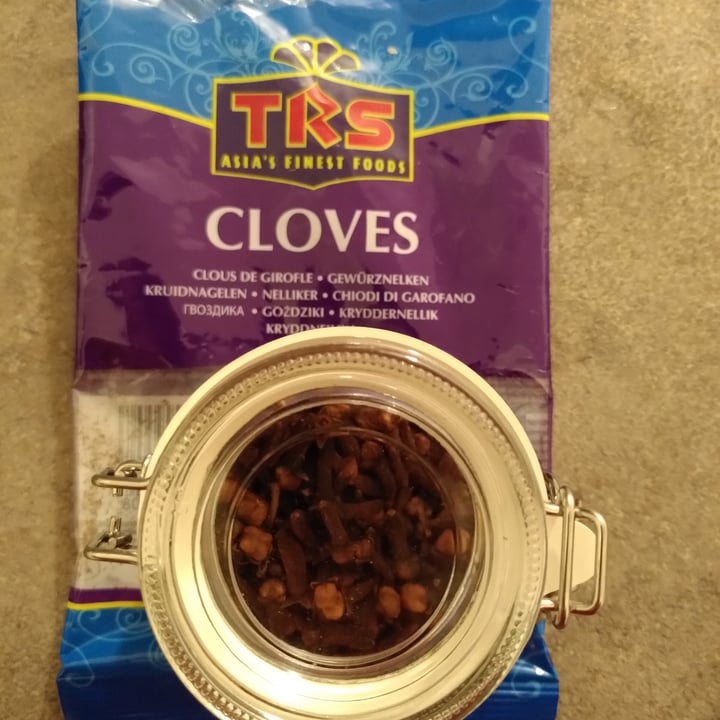 TRS
ASIA'S FINEST FOODS
CLOVES
CLOUS DE GIROFLE • GEWÜRZNELKEN
KRUIDNAGELEN • NELLIKER • CHIODI DI GAROFANO
ГВОЗДИКА • GOŹDZIKI • KRYDDERNELLIK